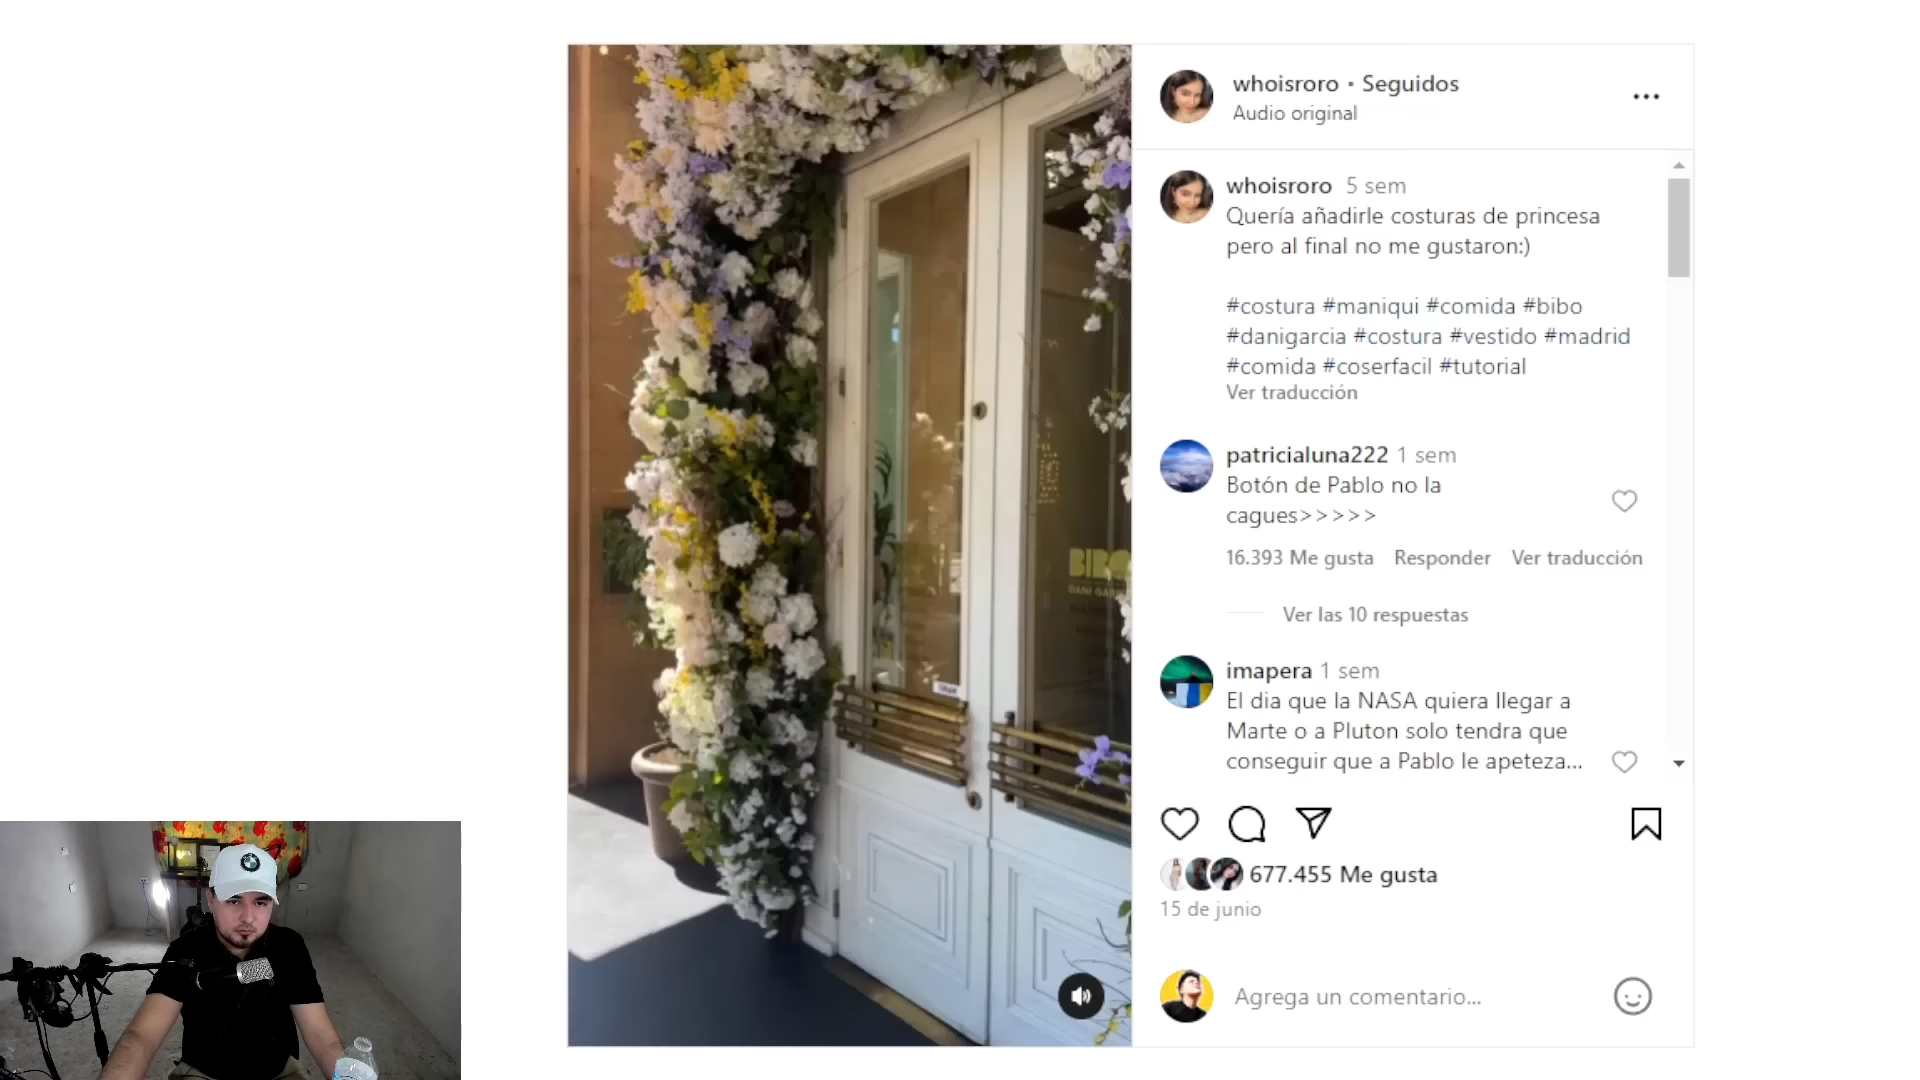 whoisroro • Seguidos
Audio original
whoisroro 5 sem
Quería añadirle costuras de princesa
pero al final no me gustaron:)
#costura #maniqui #comida #bibo
#danigarcia #costura #vestido #madrid
#comida #coserfacil #tutorial
Ver traducción
patricialuna222 1 sem
Botón de Pablo no la
cagues>>>>>
16.393 Me gusta Responder Ver traducción
Ver las 10 respuestas
imapera 1 sem
El dia que la NASA quiera llegar a
Marte o a Pluton solo tendra que
conseguir que a Pablo le apeteza...
677.455 Me gusta
15 de junio
Agrega un comentario...
BIBO
DANI GAR